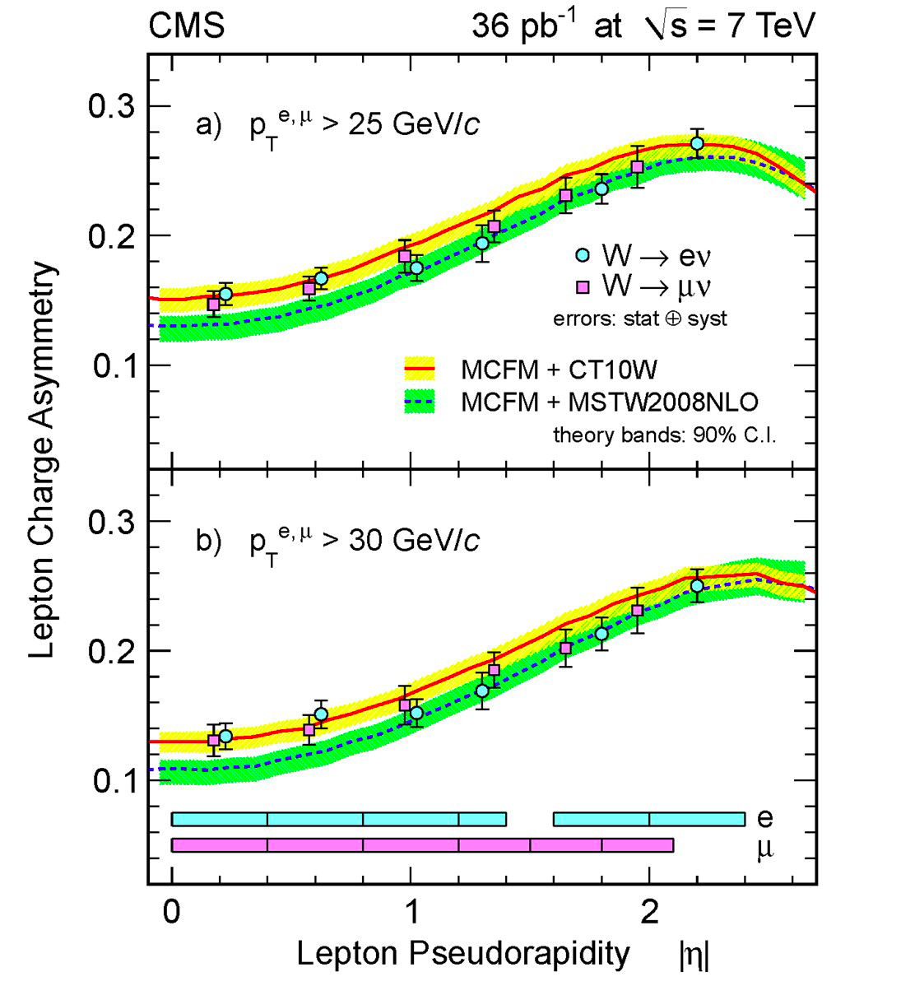 CMS 36 pb⁻¹ at √s = 7 TeV
0.3
a) p_T^{e, μ} > 25 GeV/c
0.2
W → eν
W → μν
errors: stat ⊕ syst
0.1
MCFM + CT10W
MCFM + MSTW2008NLO
theory bands: 90% C.I.
Lepton Charge Asymmetry
0.3
b) p_T^{e, μ} > 30 GeV/c
0.2
0.1
e
μ
0 1 2
Lepton Pseudorapidity |η|